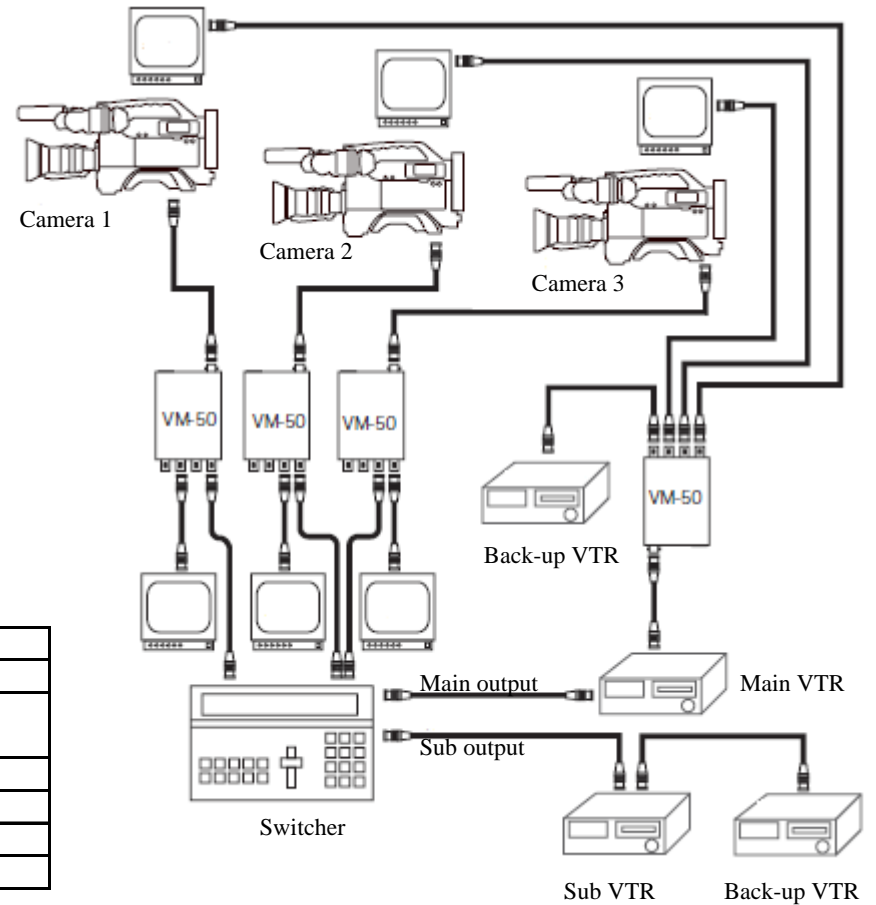 Camera 1
Camera 2
Camera 3
VM-50
VM-50
VM-50
VM-50
Back-up VTR
Main output
Main VTR
Sub output
Switcher
Sub VTR
Back-up VTR